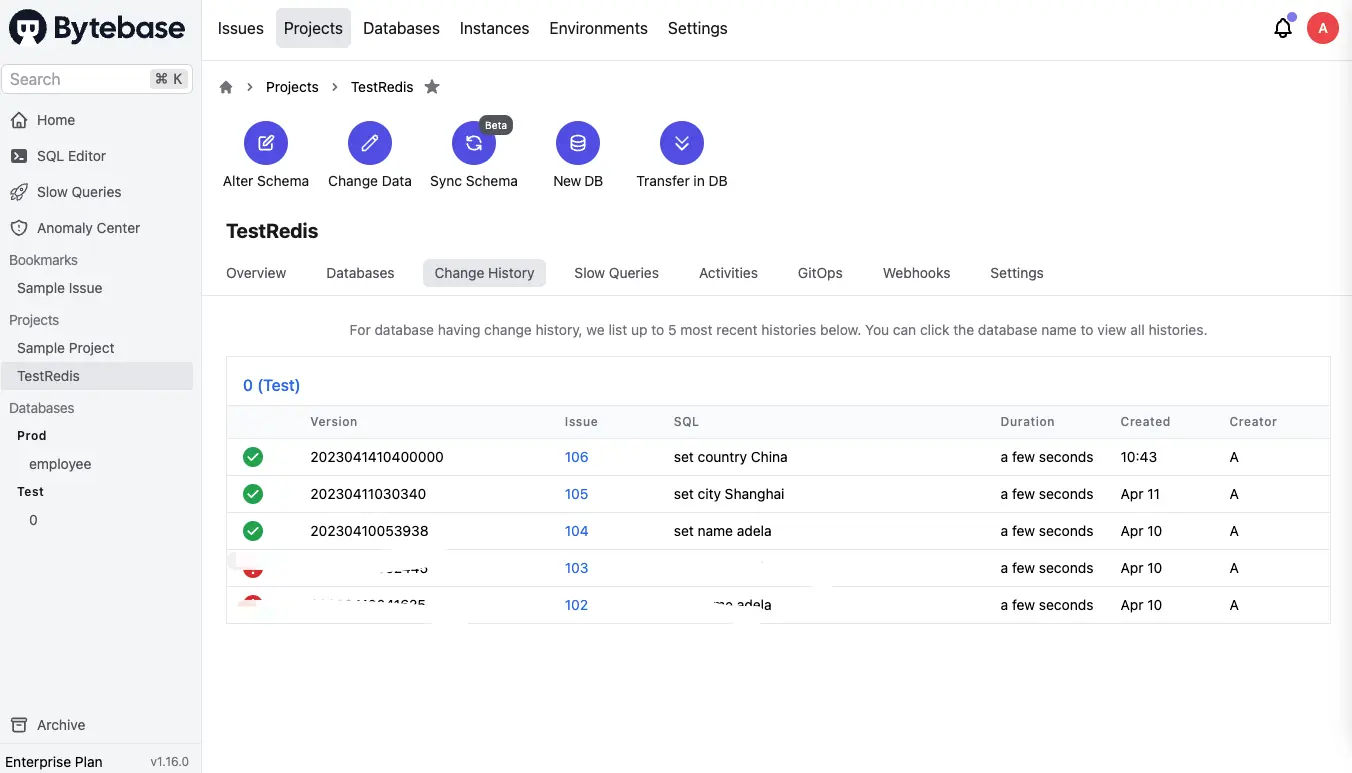 Bytebase
Issues Projects Databases Instances Environments Settings
A
Search ⌘ K
Home
SQL Editor
Slow Queries
Anomaly Center
Bookmarks
Sample Issue
Projects
Sample Project
TestRedis
Databases
Prod
employee
Test
0
Archive
Enterprise Plan v1.16.0
Projects > TestRedis
Beta
Alter Schema Change Data Sync Schema New DB Transfer in DB
TestRedis
Overview Databases Change History Slow Queries Activities GitOps Webhooks Settings
For database having change history, we list up to 5 most recent histories below. You can click the database name to view all histories.
0 (Test)
Version Issue SQL Duration Created Creator
2023041410400000 106 set country China a few seconds 10:43 A
20230411030340 105 set city Shanghai a few seconds Apr 11 A
20230410053938 104 set name adela a few seconds Apr 10 A
103 a few seconds Apr 10 A
102 adela a few seconds Apr 10 A